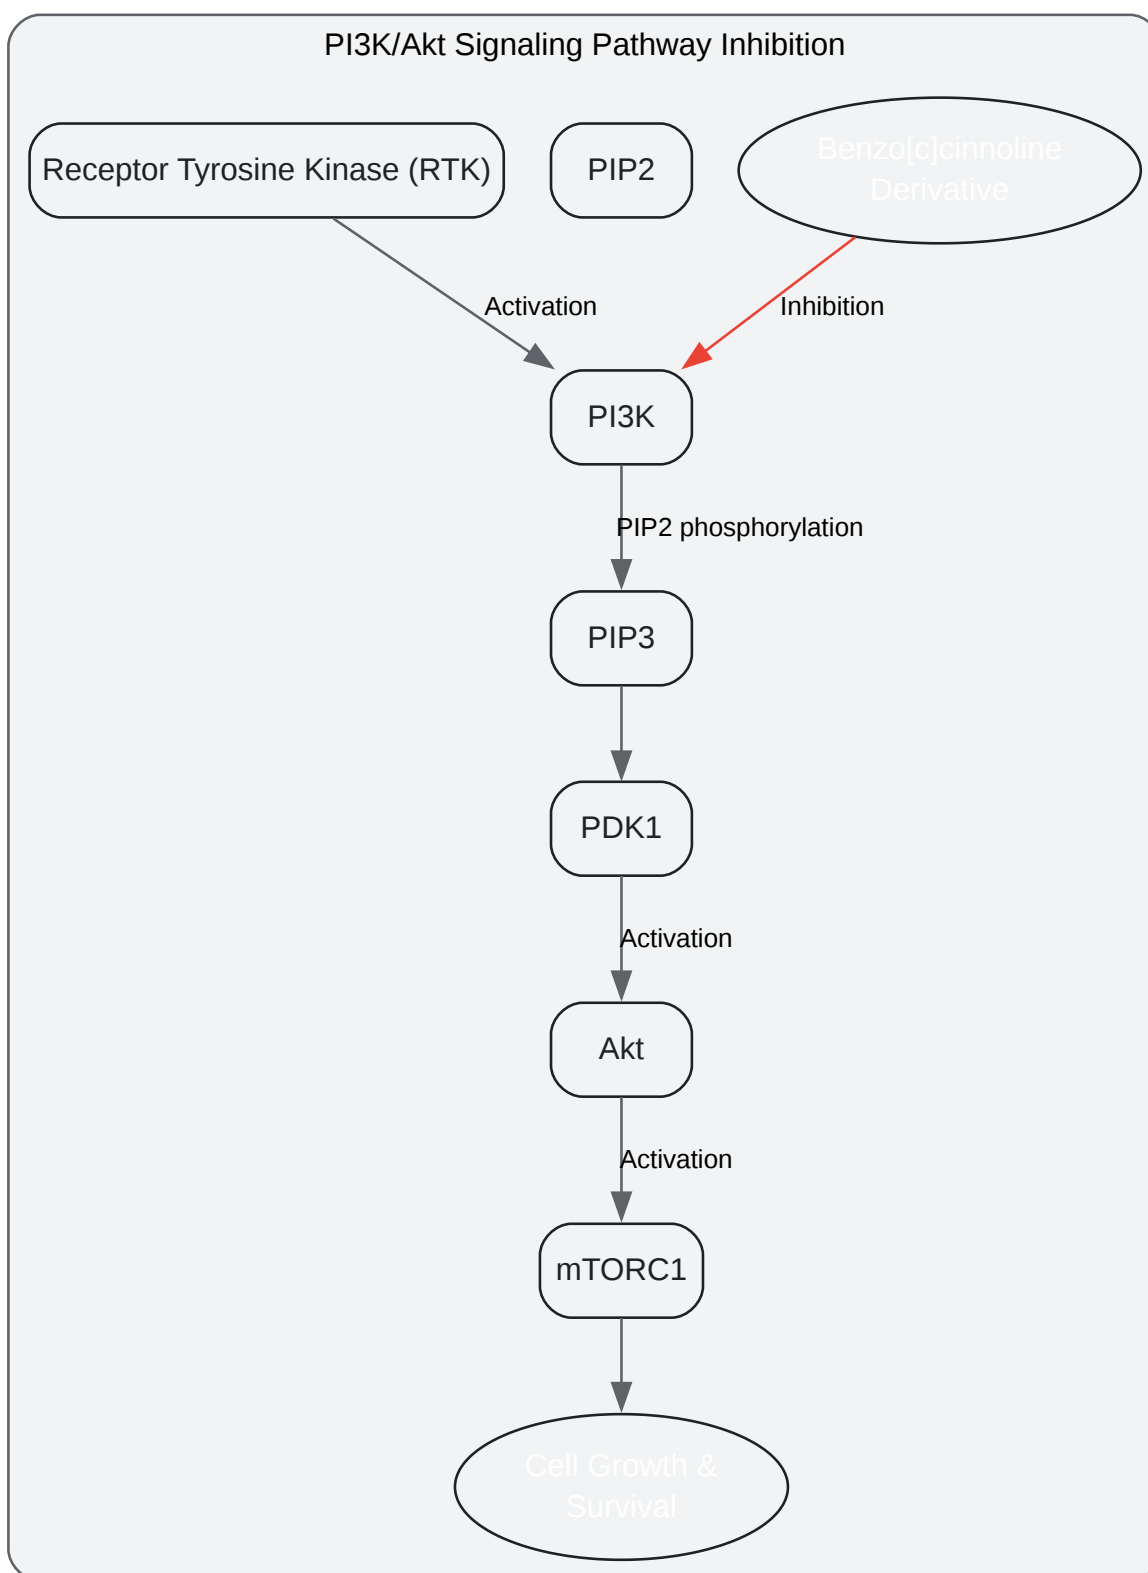 PI3K/Akt Signaling Pathway Inhibition
Receptor Tyrosine Kinase (RTK)
PIP2
Benzo[c]cinnoline
Derivative
Activation
Inhibition
PI3K
PIP2 phosphorylation
PIP3
PDK1
Activation
Akt
Activation
mTORC1
Cell Growth &
Survival